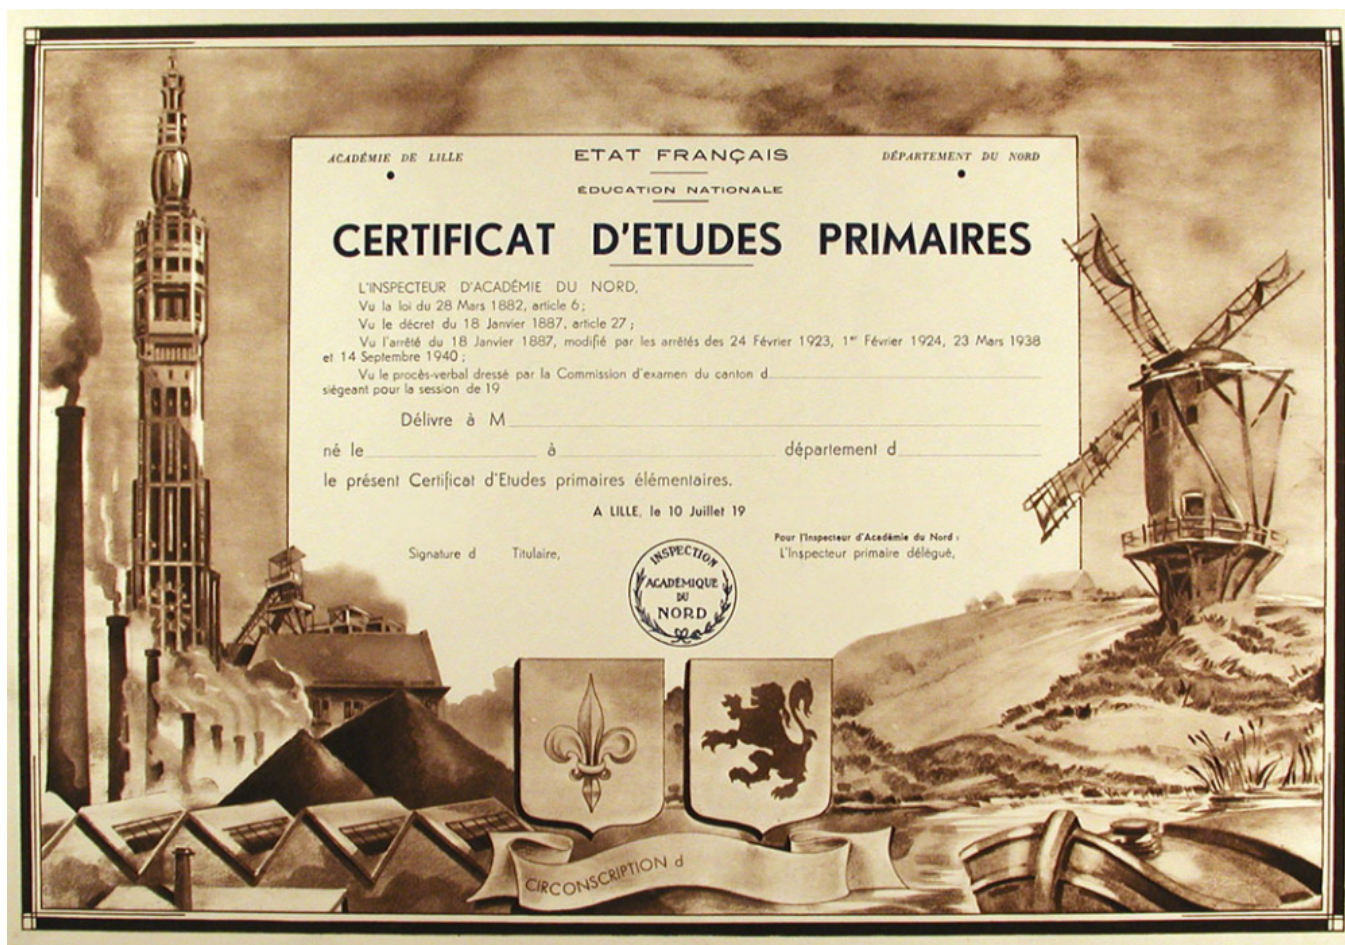 ACADÉMIE DE LILLE
ETAT FRANÇAIS
DÉPARTEMENT DU NORD
ÉDUCATION NATIONALE
CERTIFICAT D'ETUDES PRIMAIRES
L'INSPECTEUR D'ACADÉMIE DU NORD,
Vu la loi du 28 Mars 1882, article 6 ;
Vu le décret du 18 Janvier 1887, article 27 ;
Vu l'arrêté du 18 Janvier 1887, modifié par les arrêtés des 24 Février 1923, 1er Février 1924, 23 Mars 1938
et 14 Septembre 1940 ;
Vu le procès-verbal dressé par la Commission d'examen du canton d
siégeant pour la session de 19
Délivre à M
né le à département d
le présent Certificat d'Etudes primaires élémentaires.
A LILLE, le 10 Juillet 19
Pour l'Inspecteur d'Académie du Nord :
Signature d Titulaire,
L'Inspecteur primaire délégué,
INSPECTION
ACADÉMIQUE
DU
NORD
CIRCONSCRIPTION d